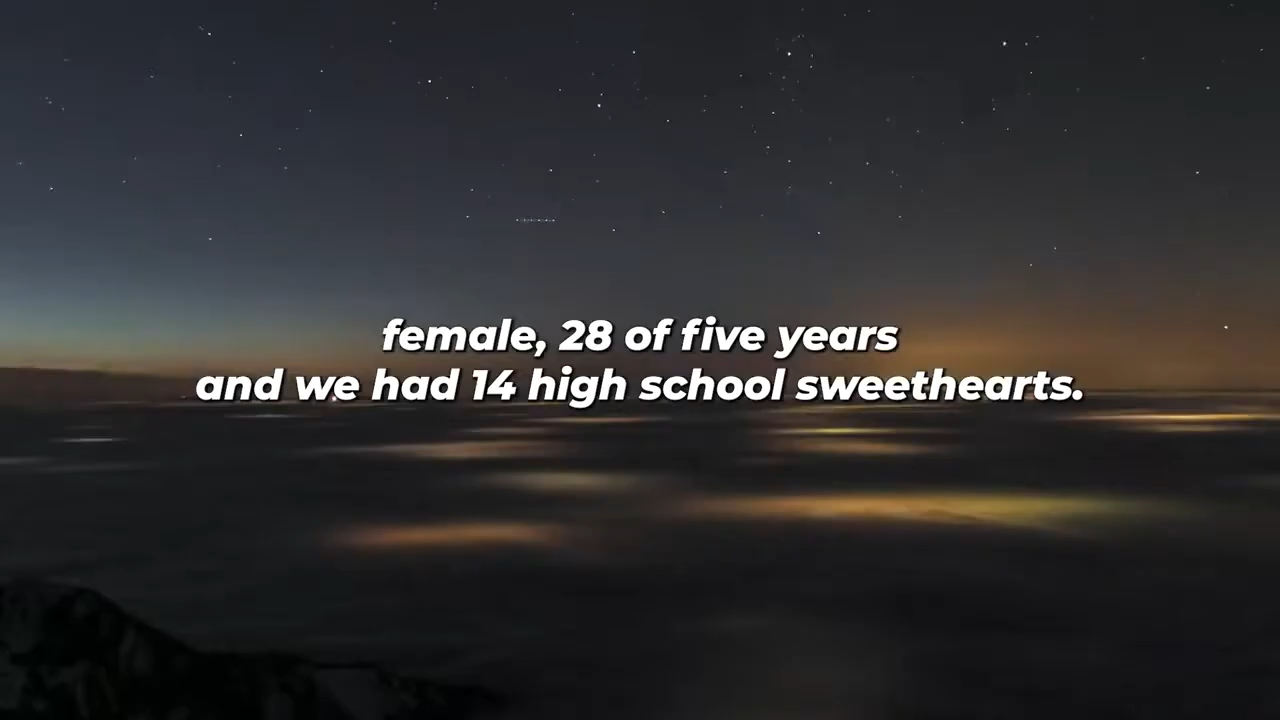 female, 28 of five years
and we had 14 high school sweethearts.